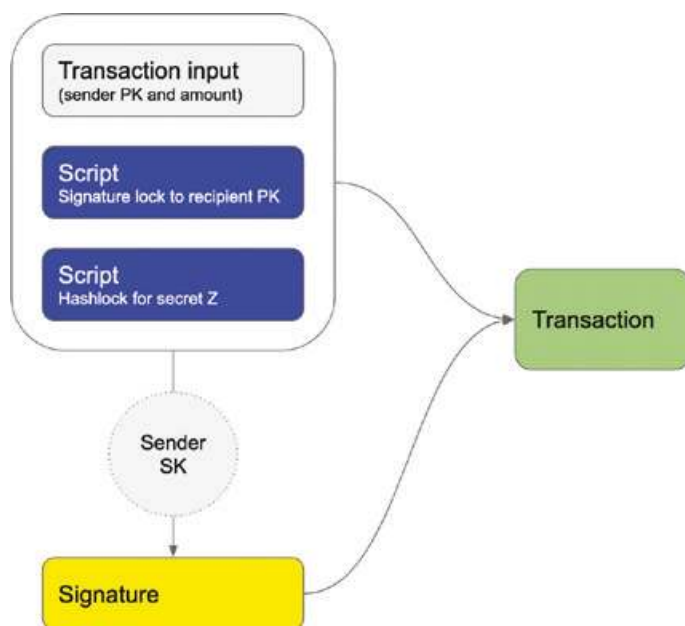 Transaction input
(sender PK and amount)
Script
Signature lock to recipient PK
Script
Hashlock for secret Z
Transaction
Sender
SK
Signature